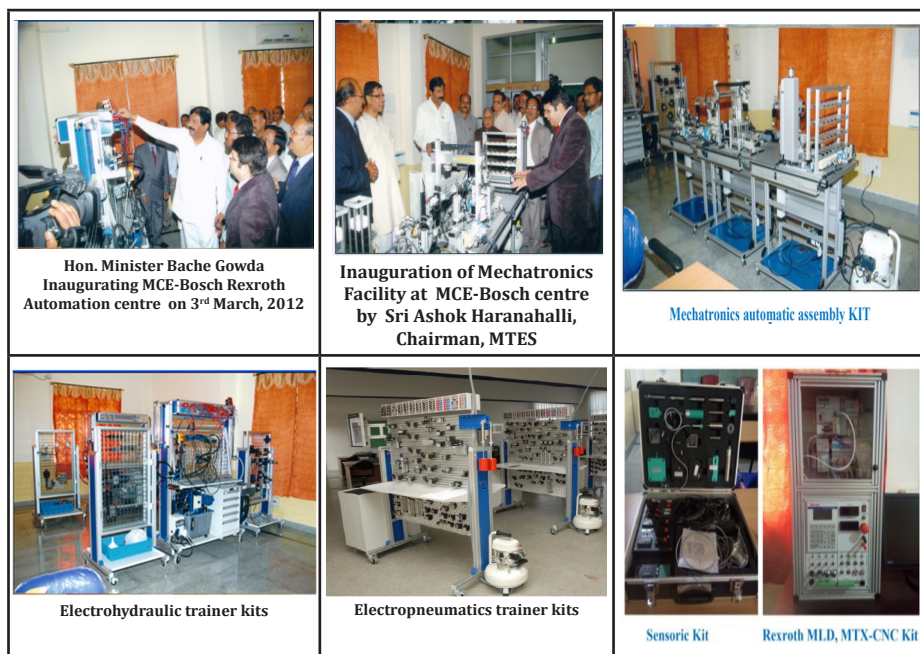 Hon. Minister Bache Gowda
Inaugurating MCE-Bosch Rexroth
Automation centre on 3rd March, 2012
Inauguration of Mechatronics
Facility at MCE-Bosch centre
by Sri Ashok Haranahalli,
Chairman, MTES
Mechatronics automatic assembly KIT
Electrohydraulic trainer kits
Electropneumatics trainer kits
Sensoric Kit
Rexroth MLD, MTX-CNC Kit